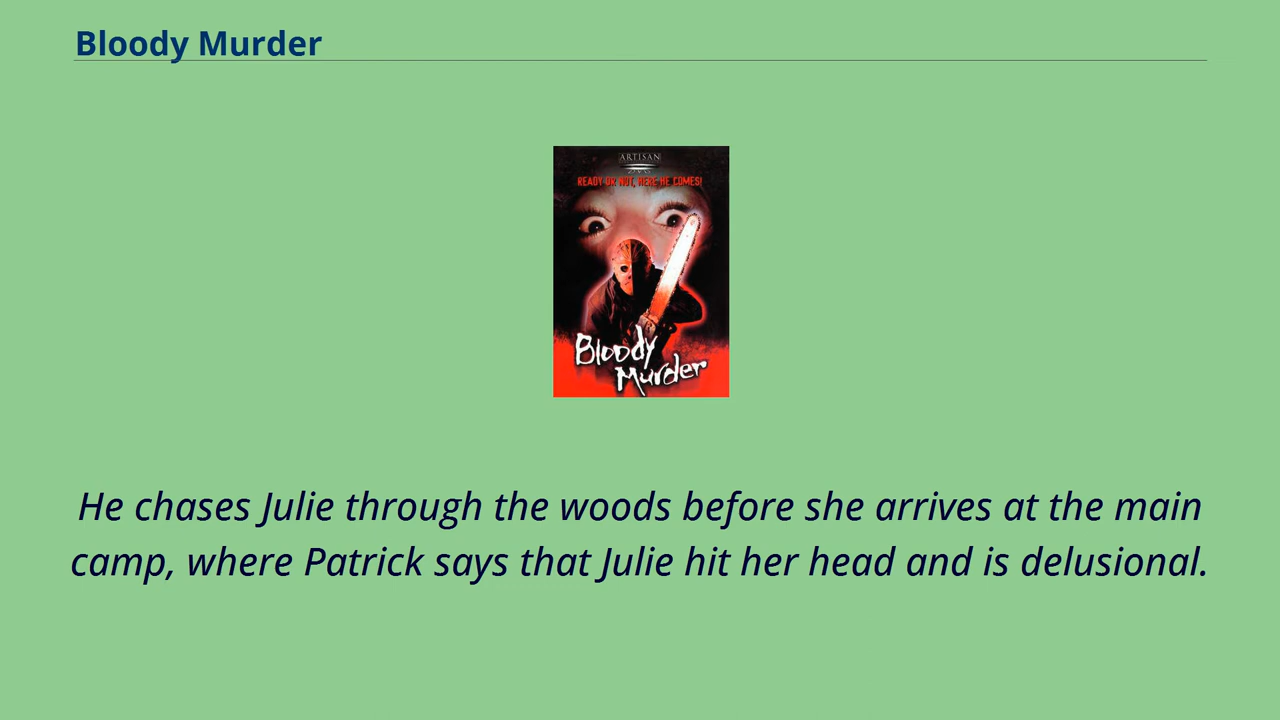 Bloody Murder
ARTISAN
READY OR NOT, HERE HE COMES!
Bloody
Murder
He chases Julie through the woods before she arrives at the main
camp, where Patrick says that Julie hit her head and is delusional.